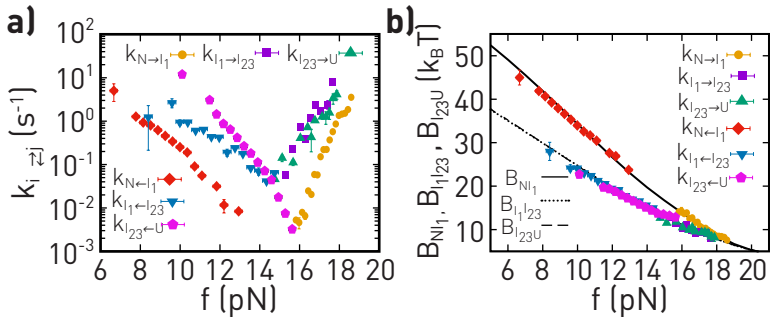 a)
k_N→I₁ k_I₁→I₂₃ k_I₂₃→U
10²
10¹
10⁰
10⁻¹
10⁻²
10⁻³
k_i⇄j (s⁻¹)
k_N←I₁
k_I₁←I₂₃
k_I₂₃←U
6 8 10 12 14 16 18 20
f (pN)
b)
50
40
30
20
10
B_NI₁, B_I₁I₂₃, B_I₂₃U (k_BT)
k_N→I₁
k_I₁→I₂₃
k_I₂₃→U
k_N←I₁
k_I₁←I₂₃
k_I₂₃←U
B_NI₁
B_I₁I₂₃
B_I₂₃U
6 8 10 12 14 16 18 20
f (pN)